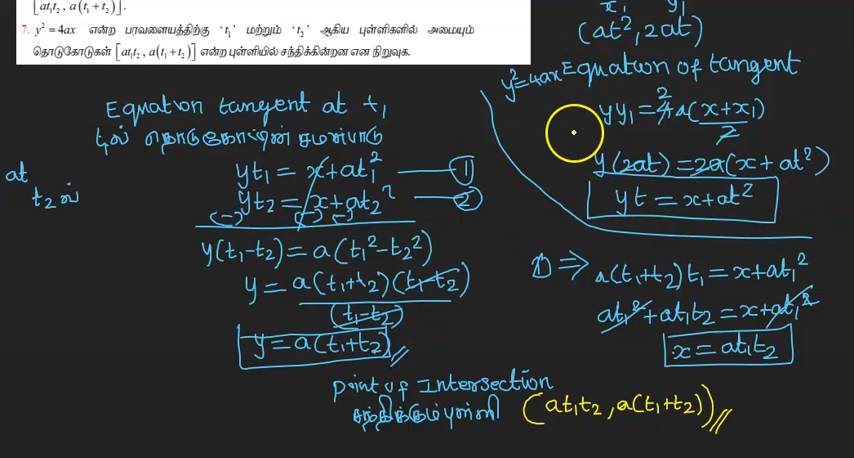 [at₁t₂, a(t₁+t₂)].
7. y² = 4ax என்ற பரவளையத்திற்கு ‘t₁’ மற்றும் ‘t₂’ ஆகிய புள்ளிகளில் அமையும்
தொடுகோடுகள் [at₁t₂, a(t₁+t₂)] என்ற புள்ளியில் சந்திக்கின்றன என நிறுவுக.
x₁ y₁
(at², 2at)
y²=4ax Equation of tangent
yy₁ = 4a(x+x₁)/2
2
y(2at) = 2a(x+at²)
yt = x+at²
Equation tangent at t₁
t₁ல் தொடுகோட்டின் சமன்பாடு
yt₁ = x+at₁² — ①
at t₂ல்
yt₂ = x+at₂² — ②
(-) (-) (-)
y(t₁-t₂) = a(t₁²-t₂²)
y = a(t₁+t₂)(t₁-t₂)
(t₁-t₂)
y = a(t₁+t₂)
① ⇒ a(t₁+t₂)t₁ = x+at₁²
at₁²+at₁t₂ = x+at₁²
x = at₁t₂
point of Intersection
சந்திக்கும் புள்ளி (at₁t₂, a(t₁+t₂))